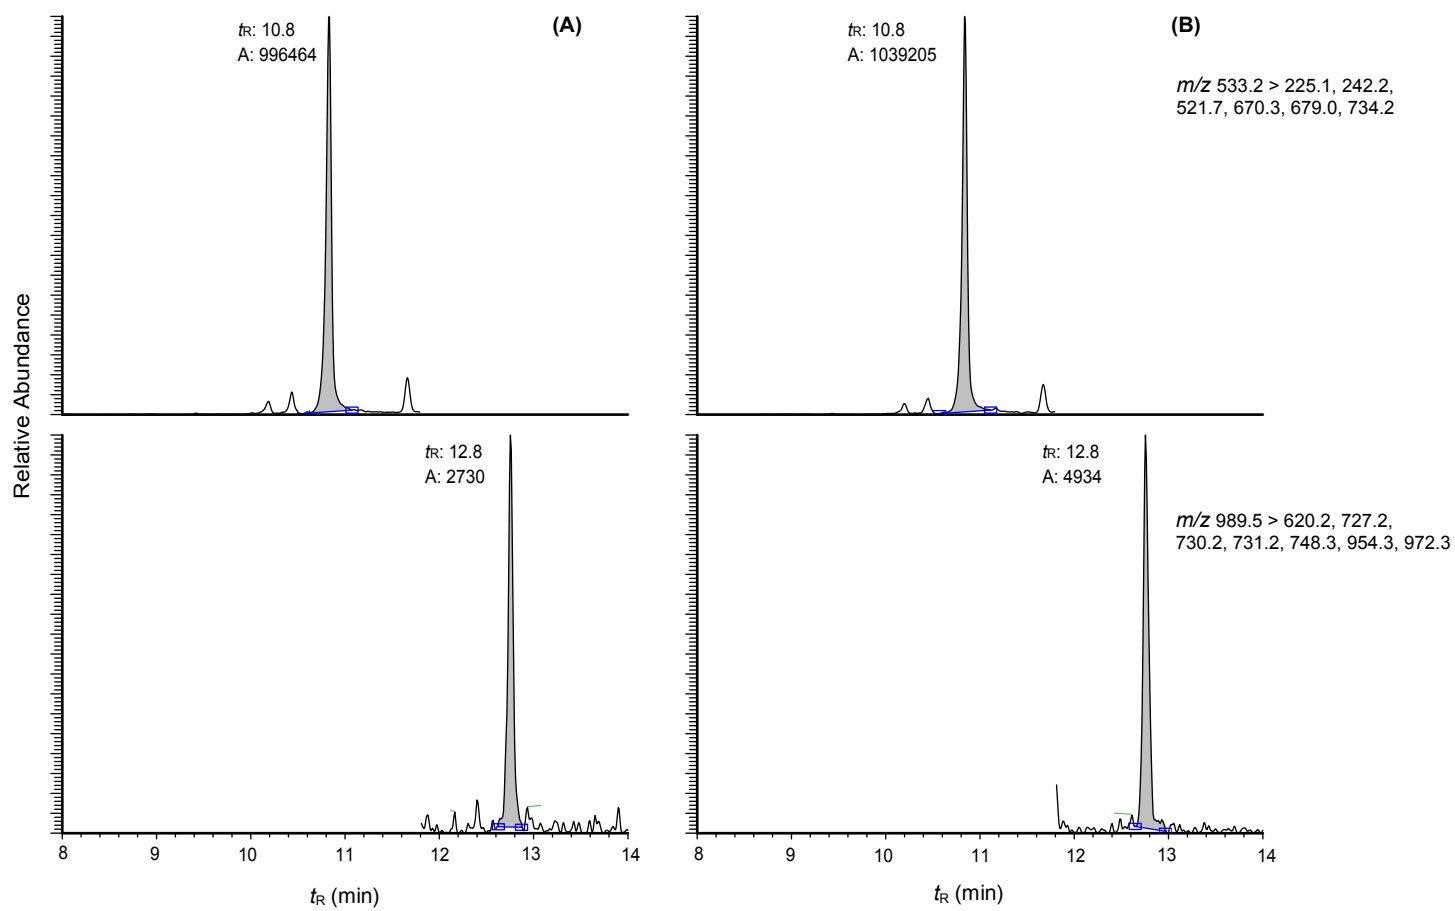 (A)
tR: 10.8
A: 996464
(B)
tR: 10.8
A: 1039205
m/z 533.2 > 225.1, 242.2,
521.7, 670.3, 679.0, 734.2
Relative Abundance
tR: 12.8
A: 2730
tR: 12.8
A: 4934
m/z 989.5 > 620.2, 727.2,
730.2, 731.2, 748.3, 954.3, 972.3
8 9 10 11 12 13 14
8 9 10 11 12 13 14
tR (min)
tR (min)